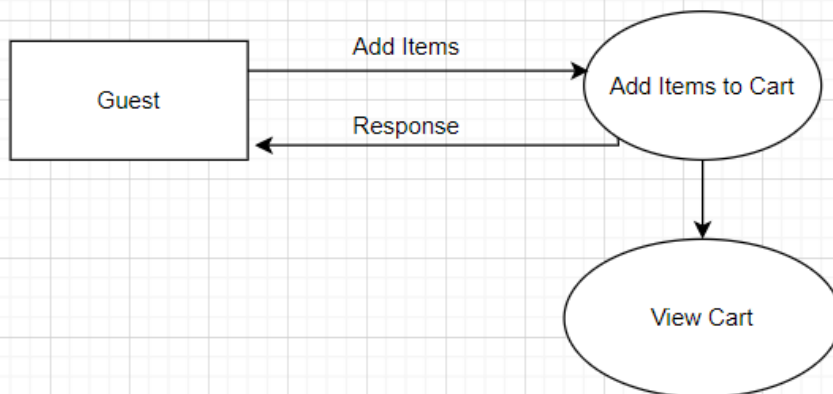 Add Items
Guest
Add Items to Cart
Response
View Cart